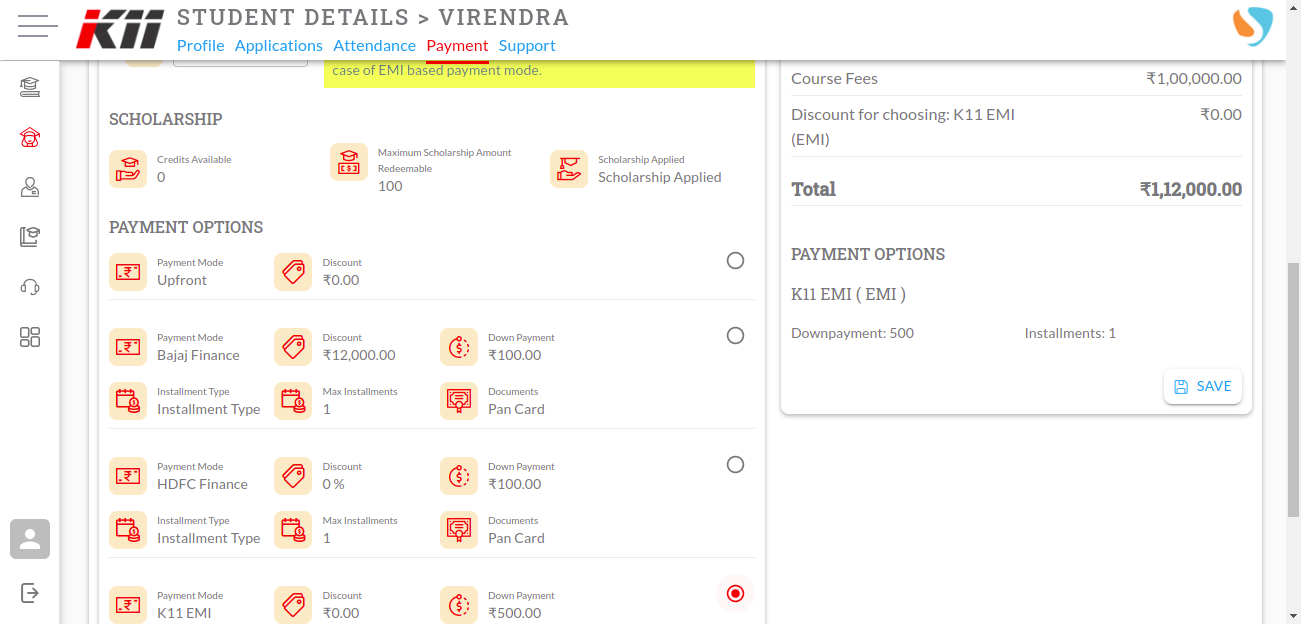 K11
STUDENT DETAILS > VIRENDRA
Profile Applications Attendance Payment Support
case of EMI based payment mode.
SCHOLARSHIP
Credits Available
0
Maximum Scholarship Amount
Redeemable
100
Scholarship Applied
Scholarship Applied
PAYMENT OPTIONS
Payment Mode
Upfront
Discount
₹0.00
Payment Mode
Bajaj Finance
Discount
₹12,000.00
Down Payment
₹100.00
Installment Type
Installment Type
Max Installments
1
Documents
Pan Card
Payment Mode
HDFC Finance
Discount
0 %
Down Payment
₹100.00
Installment Type
Installment Type
Max Installments
1
Documents
Pan Card
Payment Mode
K11 EMI
Discount
₹0.00
Down Payment
₹500.00
Course Fees ₹1,00,000.00
Discount for choosing: K11 EMI ₹0.00
(EMI)
Total ₹1,12,000.00
PAYMENT OPTIONS
K11 EMI ( EMI )
Downpayment: 500 Installments: 1
SAVE